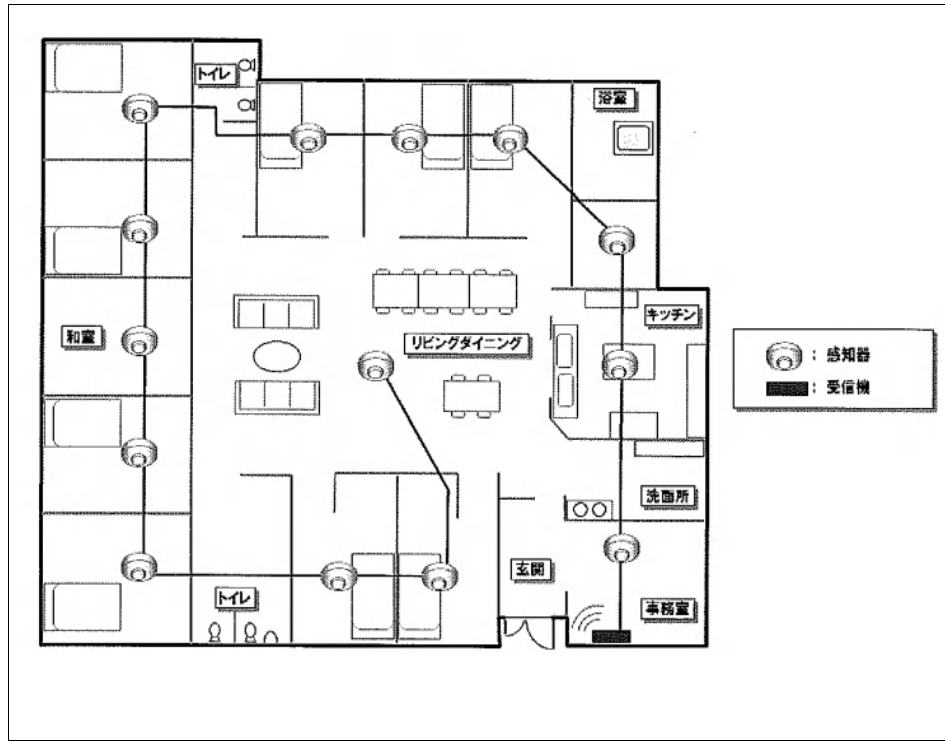 トイレ
浴室
キッチン
和室
リビングダイニング
：感知器
：受信機
洗面所
玄関
トイレ
事務室